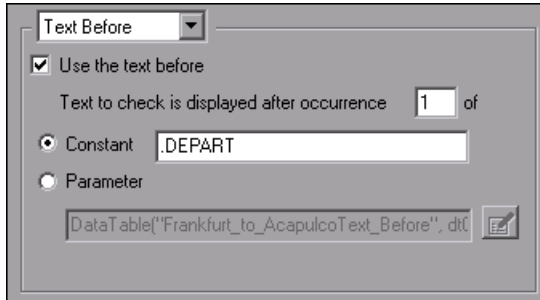 Text Before
Use the text before
Text to check is displayed after occurrence 1 of
Constant .DEPART
Parameter
DataTable("Frankfurt_to_AcapulcoText_Before", dt(